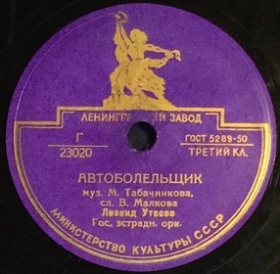 ЛЕНИНГРАДСКИЙ ЗАВОД
Г
23020
ГОСТ 5289-50
ТРЕТИЙ КЛ.
АВТОБОЛЕЛЬЩИК
муз. М. Табачникова,
сл. В. Малкова
Леонид Утесов
Гос. эстрадн. орк.
МИНИСТЕРСТВО КУЛЬТУРЫ СССР